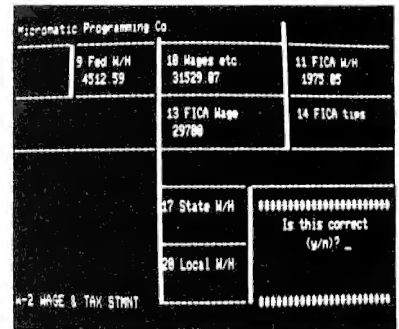 Micromatic Programming Co.
9 Fed W/H
4512.59
10 Wages etc.
31529.07
11 FICA W/H
1975.05
13 FICA Wage
29700
14 FICA tips
17 State W/H
Is this correct
(y/n)? _
20 Local W/H
W-2 WAGE & TAX STMNT